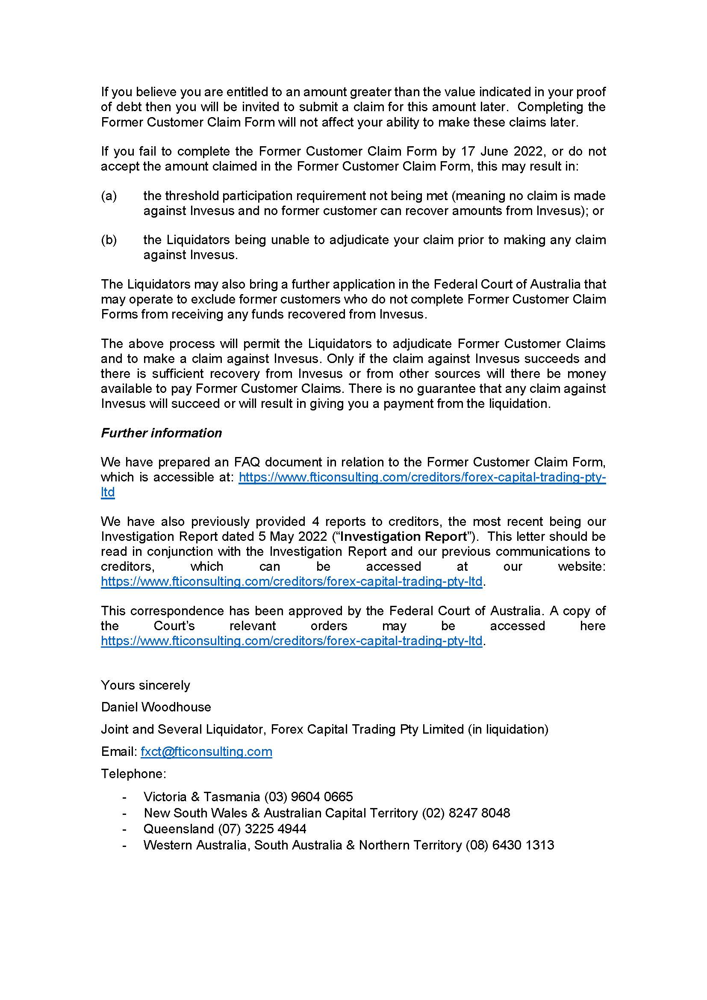 If you believe you are entitled to an amount greater than the value indicated in your proof
of debt then you will be invited to submit a claim for this amount later.  Completing the
Former Customer Claim Form will not affect your ability to make these claims later.
If you fail to complete the Former Customer Claim Form by 17 June 2022, or do not
accept the amount claimed in the Former Customer Claim Form, this may result in:
(a) the threshold participation requirement not being met (meaning no claim is made
against Invesus and no former customer can recover amounts from Invesus); or
(b) the Liquidators being unable to adjudicate your claim prior to making any claim
against Invesus.
The Liquidators may also bring a further application in the Federal Court of Australia that
may operate to exclude former customers who do not complete Former Customer Claim
Forms from receiving any funds recovered from Invesus.
The above process will permit the Liquidators to adjudicate Former Customer Claims
and to make a claim against Invesus. Only if the claim against Invesus succeeds and
there is sufficient recovery from Invesus or from other sources will there be money
available to pay Former Customer Claims. There is no guarantee that any claim against
Invesus will succeed or will result in giving you a payment from the liquidation.
Further information
We have prepared an FAQ document in relation to the Former Customer Claim Form,
which is accessible at: https://www.fticonsulting.com/creditors/forex-capital-trading-pty-
ltd
We have also previously provided 4 reports to creditors, the most recent being our
Investigation Report dated 5 May 2022 (“Investigation Report”).  This letter should be
read in conjunction with the Investigation Report and our previous communications to
creditors, which can be accessed at our website:
https://www.fticonsulting.com/creditors/forex-capital-trading-pty-ltd.
This correspondence has been approved by the Federal Court of Australia. A copy of
the Court’s relevant orders may be accessed here
https://www.fticonsulting.com/creditors/forex-capital-trading-pty-ltd.
Yours sincerely
Daniel Woodhouse
Joint and Several Liquidator, Forex Capital Trading Pty Limited (in liquidation)
Email: fxct@fticonsulting.com
Telephone:
- Victoria & Tasmania (03) 9604 0665
- New South Wales & Australian Capital Territory (02) 8247 8048
- Queensland (07) 3225 4944
- Western Australia, South Australia & Northern Territory (08) 6430 1313